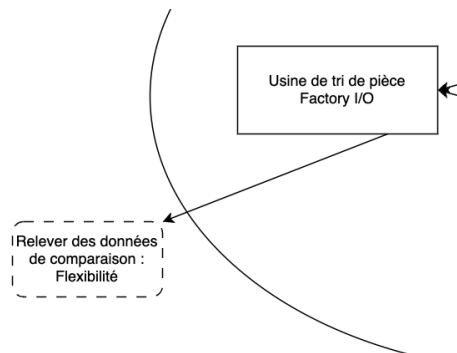 Usine de tri de pièce
Factory I/O
Relever des données
de comparaison :
Flexibilité